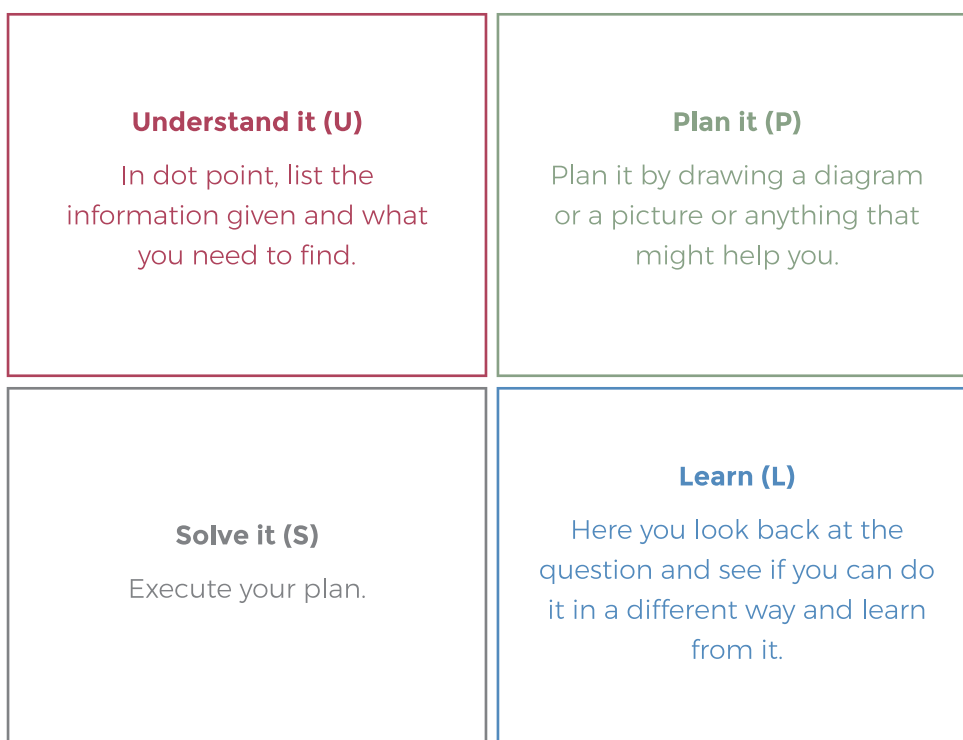 Understand it (U)
In dot point, list the
information given and what
you need to find.
Plan it (P)
Plan it by drawing a diagram
or a picture or anything that
might help you.
Solve it (S)
Execute your plan.
Learn (L)
Here you look back at the
question and see if you can do
it in a different way and learn
from it.